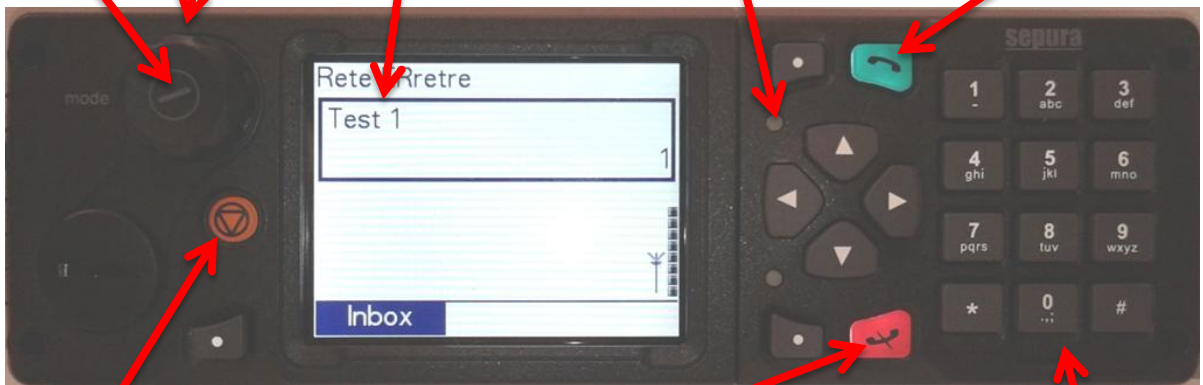 sepura
mode
Rete
Rretre
Test 1
1
Inbox
1
-
2
abc
3
def
4
ghi
5
jkl
6
mno
7
pqrs
8
tuv
9
wxyz
*
0
.,;
#